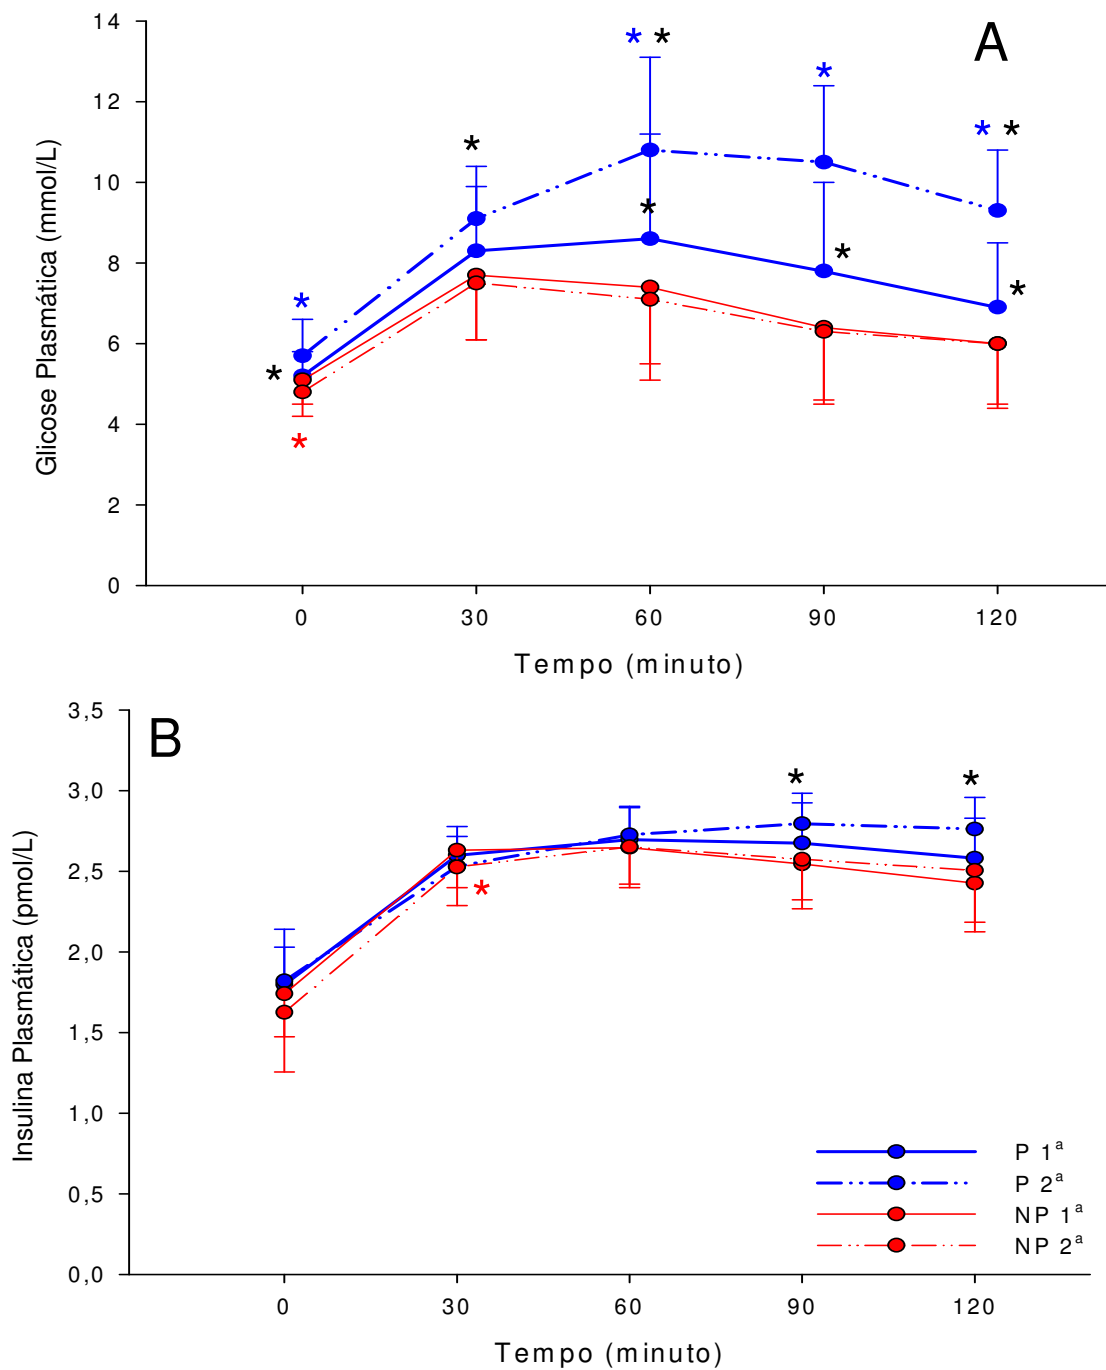 A
Glicose Plasmática (mmol/L)
14
12
10
8
6
4
2
0
* *
*
* *
*
*
*
*
*
*
*
0 30 60 90 120
Tempo (minuto)
B
Insulina Plasmática (pmol/L)
3,5
3,0
2,5
2,0
1,5
1,0
0,5
0,0
* *
*
P 1ª
P 2ª
NP 1ª
NP 2ª
0 30 60 90 120
Tempo (minuto)